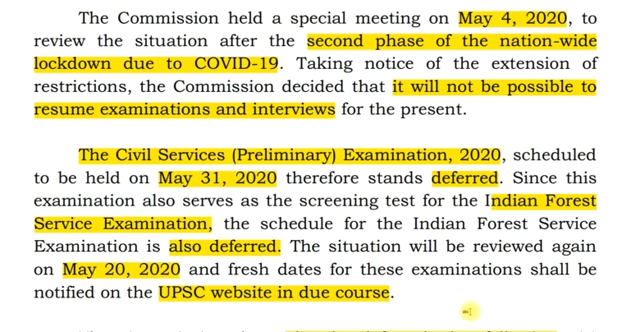 The Commission held a special meeting on May 4, 2020, to
review the situation after the second phase of the nation-wide
lockdown due to COVID-19. Taking notice of the extension of
restrictions, the Commission decided that it will not be possible to
resume examinations and interviews for the present.
The Civil Services (Preliminary) Examination, 2020, scheduled
to be held on May 31, 2020 therefore stands deferred. Since this
examination also serves as the screening test for the Indian Forest
Service Examination, the schedule for the Indian Forest Service
Examination is also deferred. The situation will be reviewed again
on May 20, 2020 and fresh dates for these examinations shall be
notified on the UPSC website in due course.